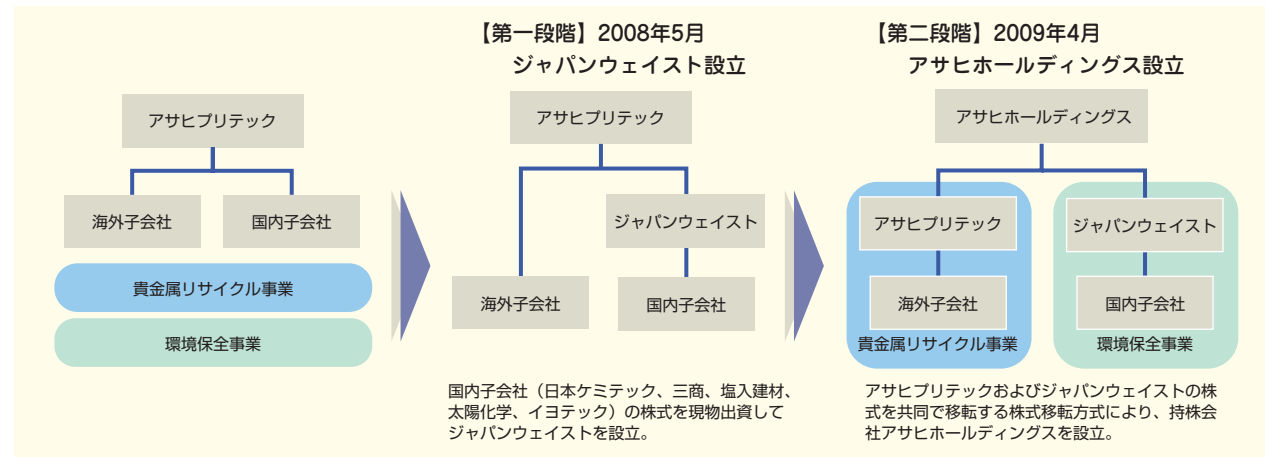 アサヒプリテック
海外子会社
国内子会社
貴金属リサイクル事業
環境保全事業
【第一段階】2008年5月
ジャパンウェイスト設立
アサヒプリテック
ジャパンウェイスト
海外子会社
国内子会社
国内子会社（日本ケミテック、三商、塩入建材、
太陽化学、イヨテック）の株式を現物出資して
ジャパンウェイストを設立。
【第二段階】2009年4月
アサヒホールディングス設立
アサヒホールディングス
アサヒプリテック
海外子会社
貴金属リサイクル事業
ジャパンウェイスト
国内子会社
環境保全事業
アサヒプリテックおよびジャパンウェイストの株
式を共同で移転する株式移転方式により、持株会
社アサヒホールディングスを設立。